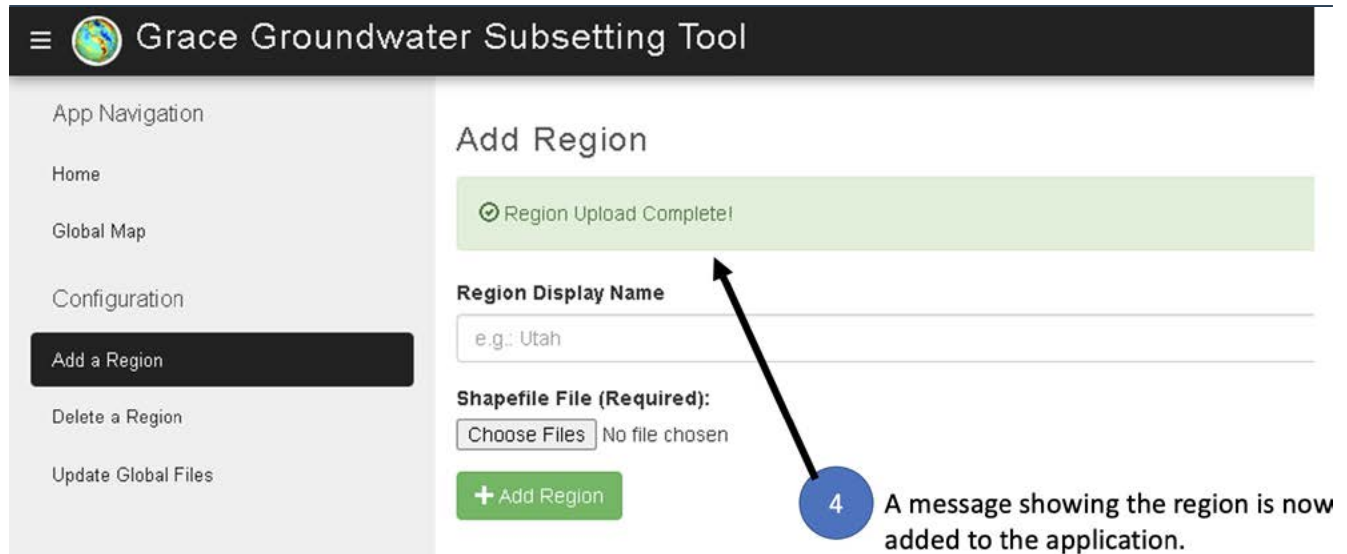 Grace Groundwater Subsetting Tool
App Navigation
Home
Global Map
Configuration
Add a Region
Delete a Region
Update Global Files
Add Region
Region Upload Complete!
Region Display Name
e.g.: Utah
Shapefile File (Required):
Choose Files No file chosen
+ Add Region
4
A message showing the region is now
added to the application.